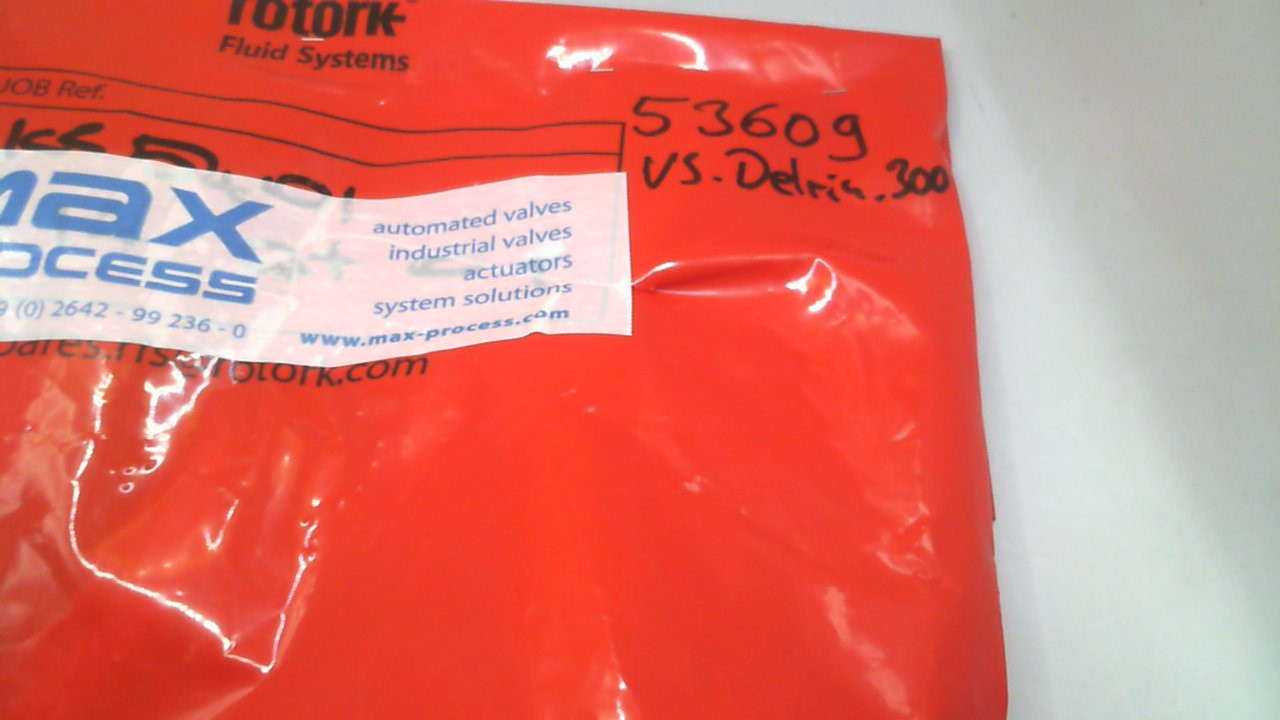 rotork
Fluid Systems
JOB Ref.
53609
VS. Delrin. 300
max
automated valves
industrial valves
actuators
OCESS
system solutions
9 (0) 2642 - 99 236 - 0
www.max-process.com
@rotork.com